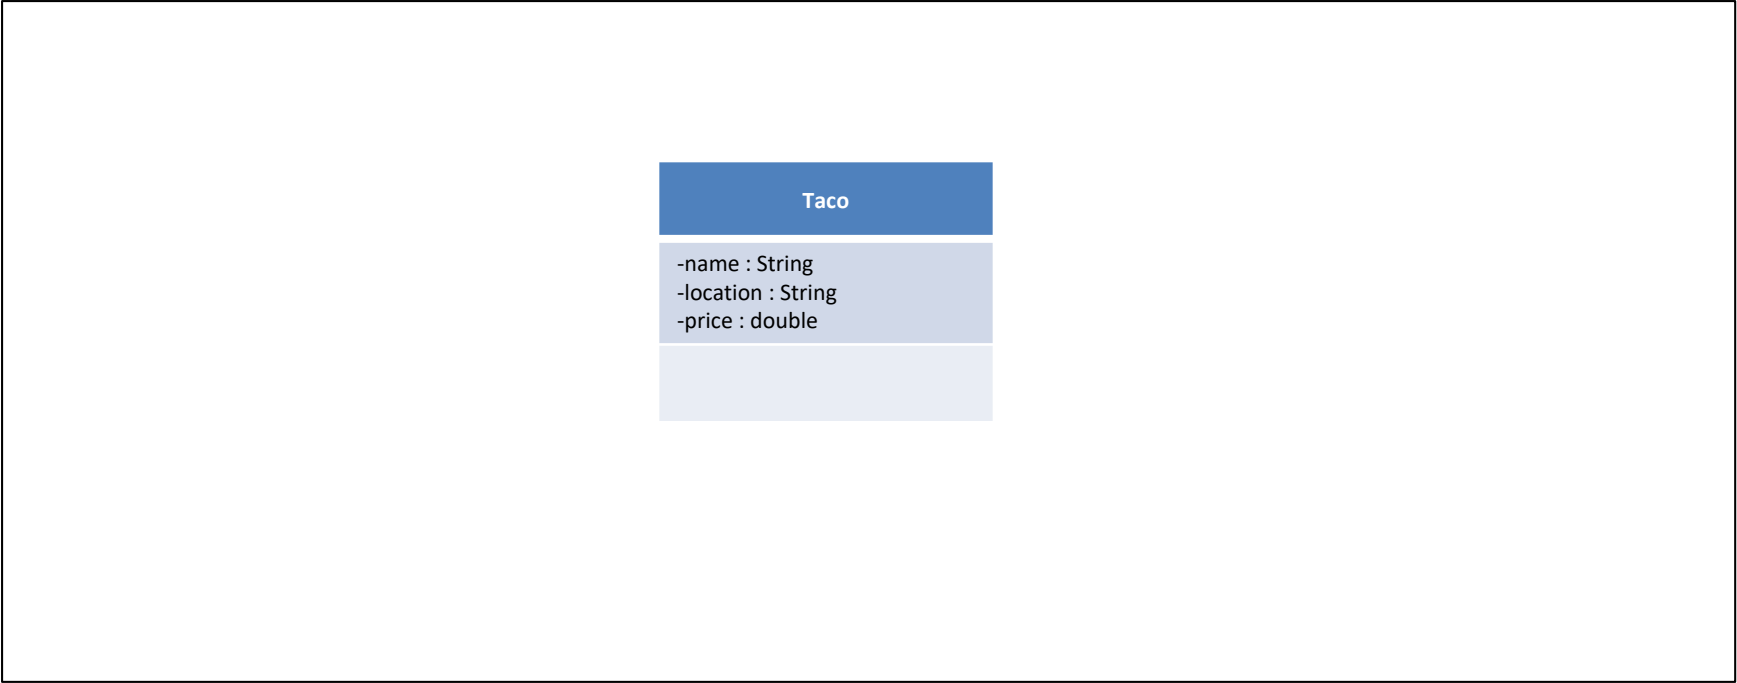 Taco
-name : String
-location : String
-price : double